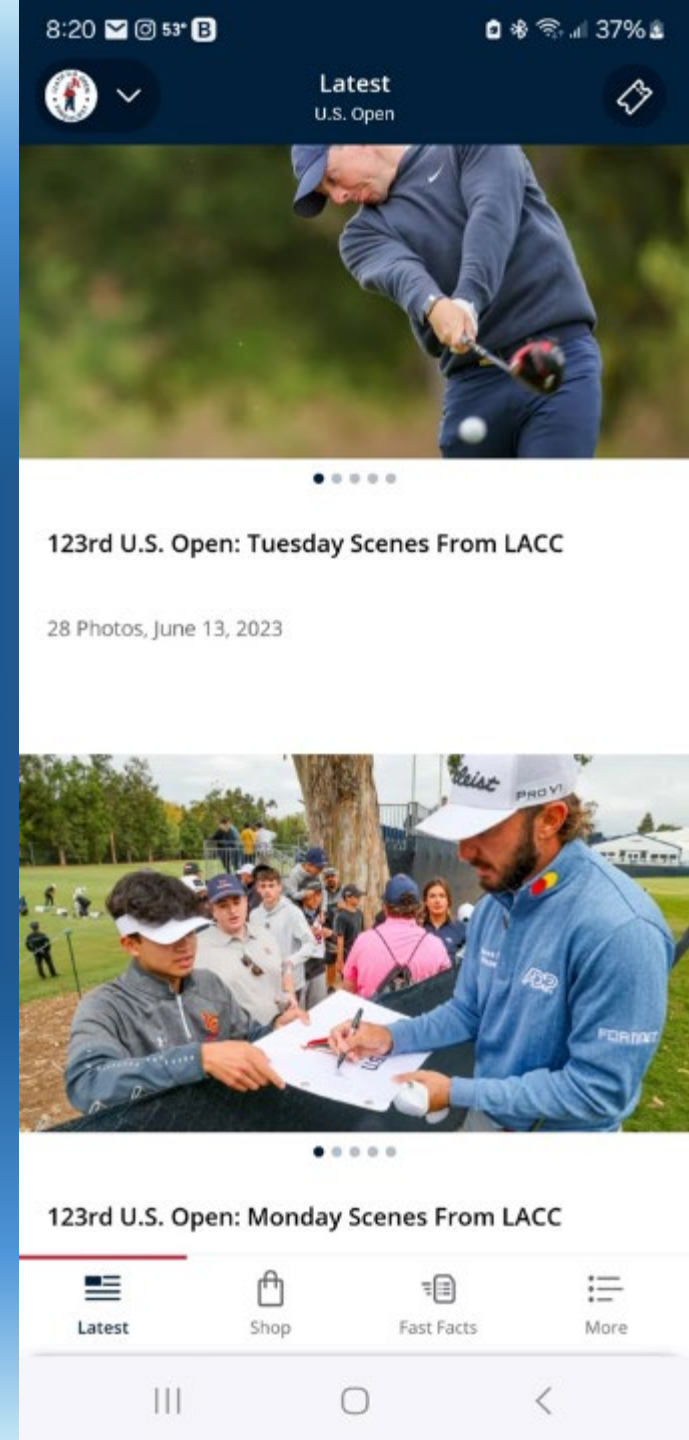 8:20 53° B 37%
Latest
U.S. Open
123rd U.S. Open: Tuesday Scenes From LACC
28 Photos, June 13, 2023
PRO V1
ADP
123rd U.S. Open: Monday Scenes From LACC
Latest Shop Fast Facts More